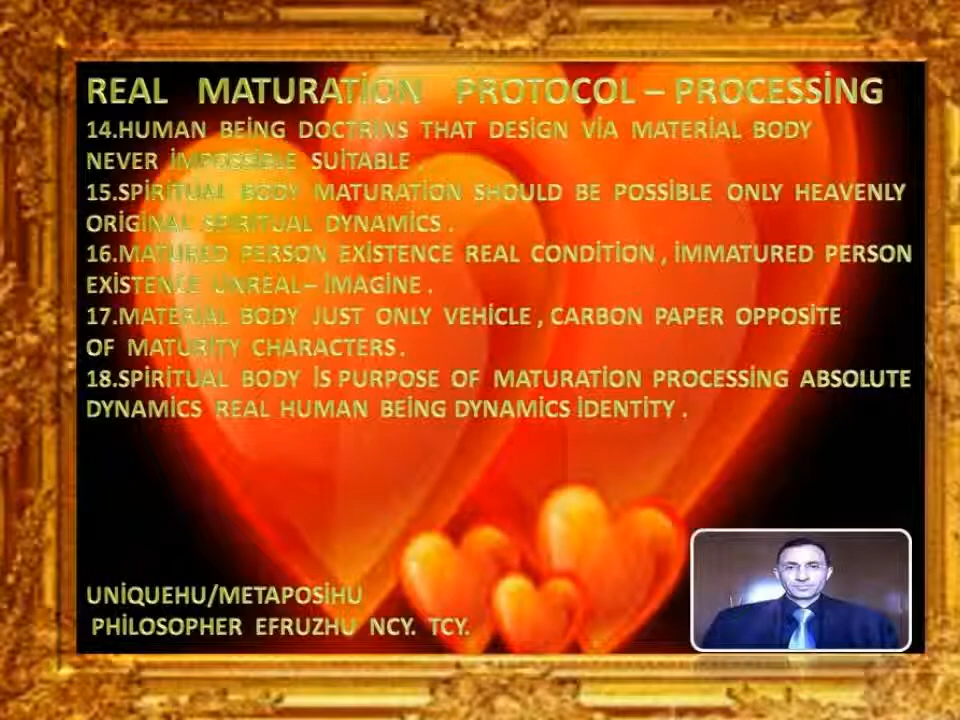 REAL MATURATİON PROTOCOL – PROCESSİNG
14.HUMAN BEİNG DOCTRİNS THAT DESİGN VİA MATERİAL BODY
NEVER İMPOSSİBLE SUİTABLE .
15.SPİRİTUAL BODY MATURATİON SHOULD BE POSSİBLE ONLY HEAVENLY
ORİGİNAL SPIRITUAL DYNAMİCS .
16.MATURED PERSON EXİSTENCE REAL CONDİTİON , İMMATURED PERSON
EXİSTENCE UNREAL – İMAGİNE .
17.MATERİAL BODY JUST ONLY VEHİCLE , CARBON PAPER OPPOSİTE
OF MATURİTY CHARACTERS .
18.SPİRİTUAL BODY İS PURPOSE OF MATURATİON PROCESSİNG ABSOLUTE
DYNAMİCS REAL HUMAN BEİNG DYNAMİCS İDENTİTY .
UNİQUEHU/METAPOSİHU
PHİLOSOPHER EFRUZHU NCY. TCY.